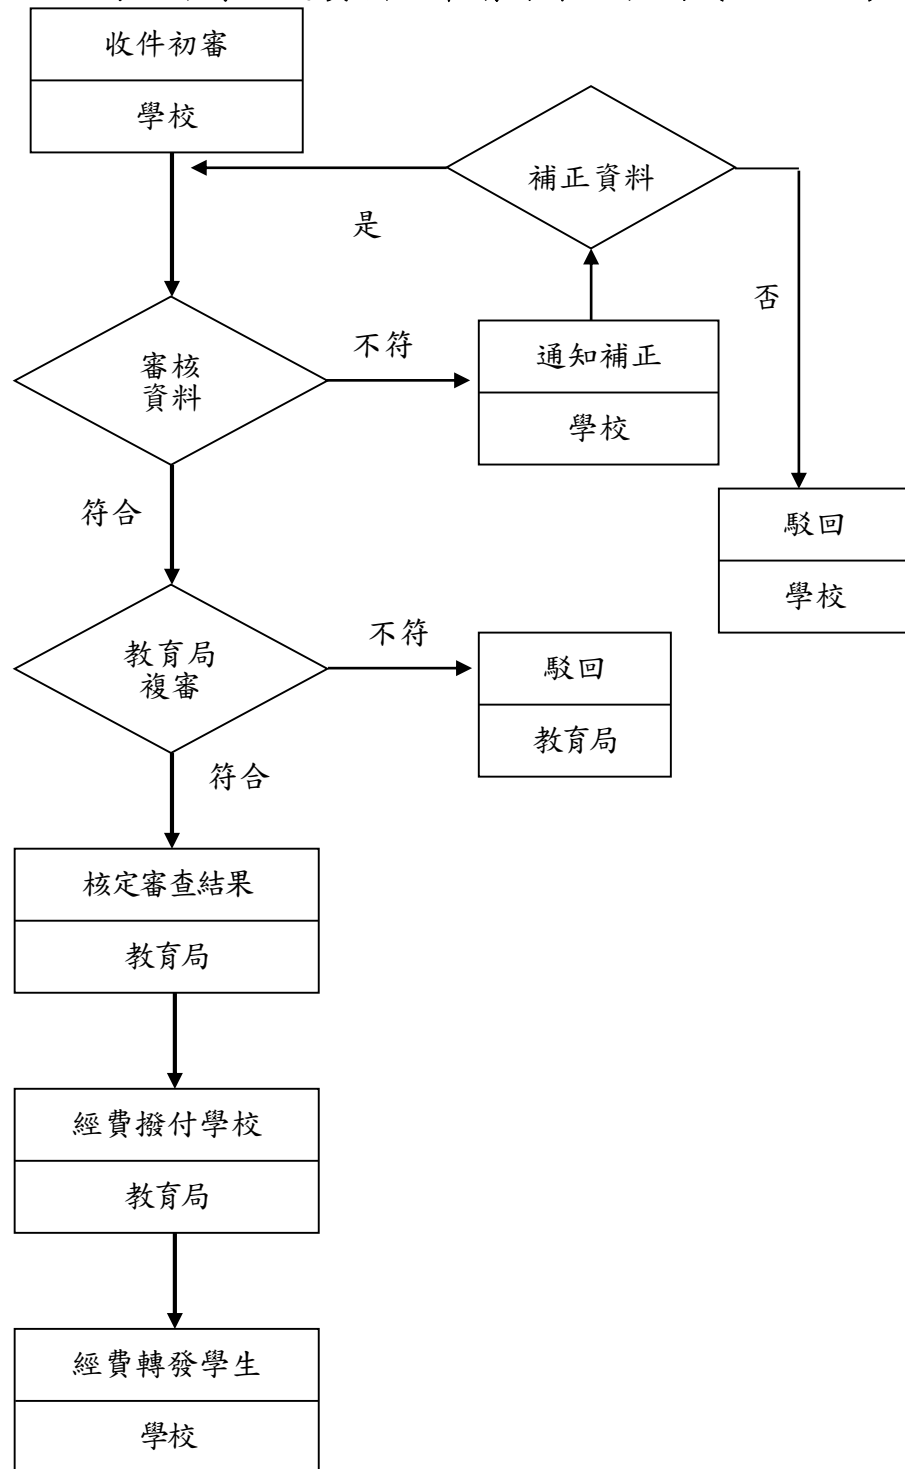 收件初審
學校
補正資料
是
否
審核
資料
不符
通知補正
學校
符合
駁回
學校
教育局
複審
不符
駁回
教育局
符合
核定審查結果
教育局
經費撥付學校
教育局
經費轉發學生
學校